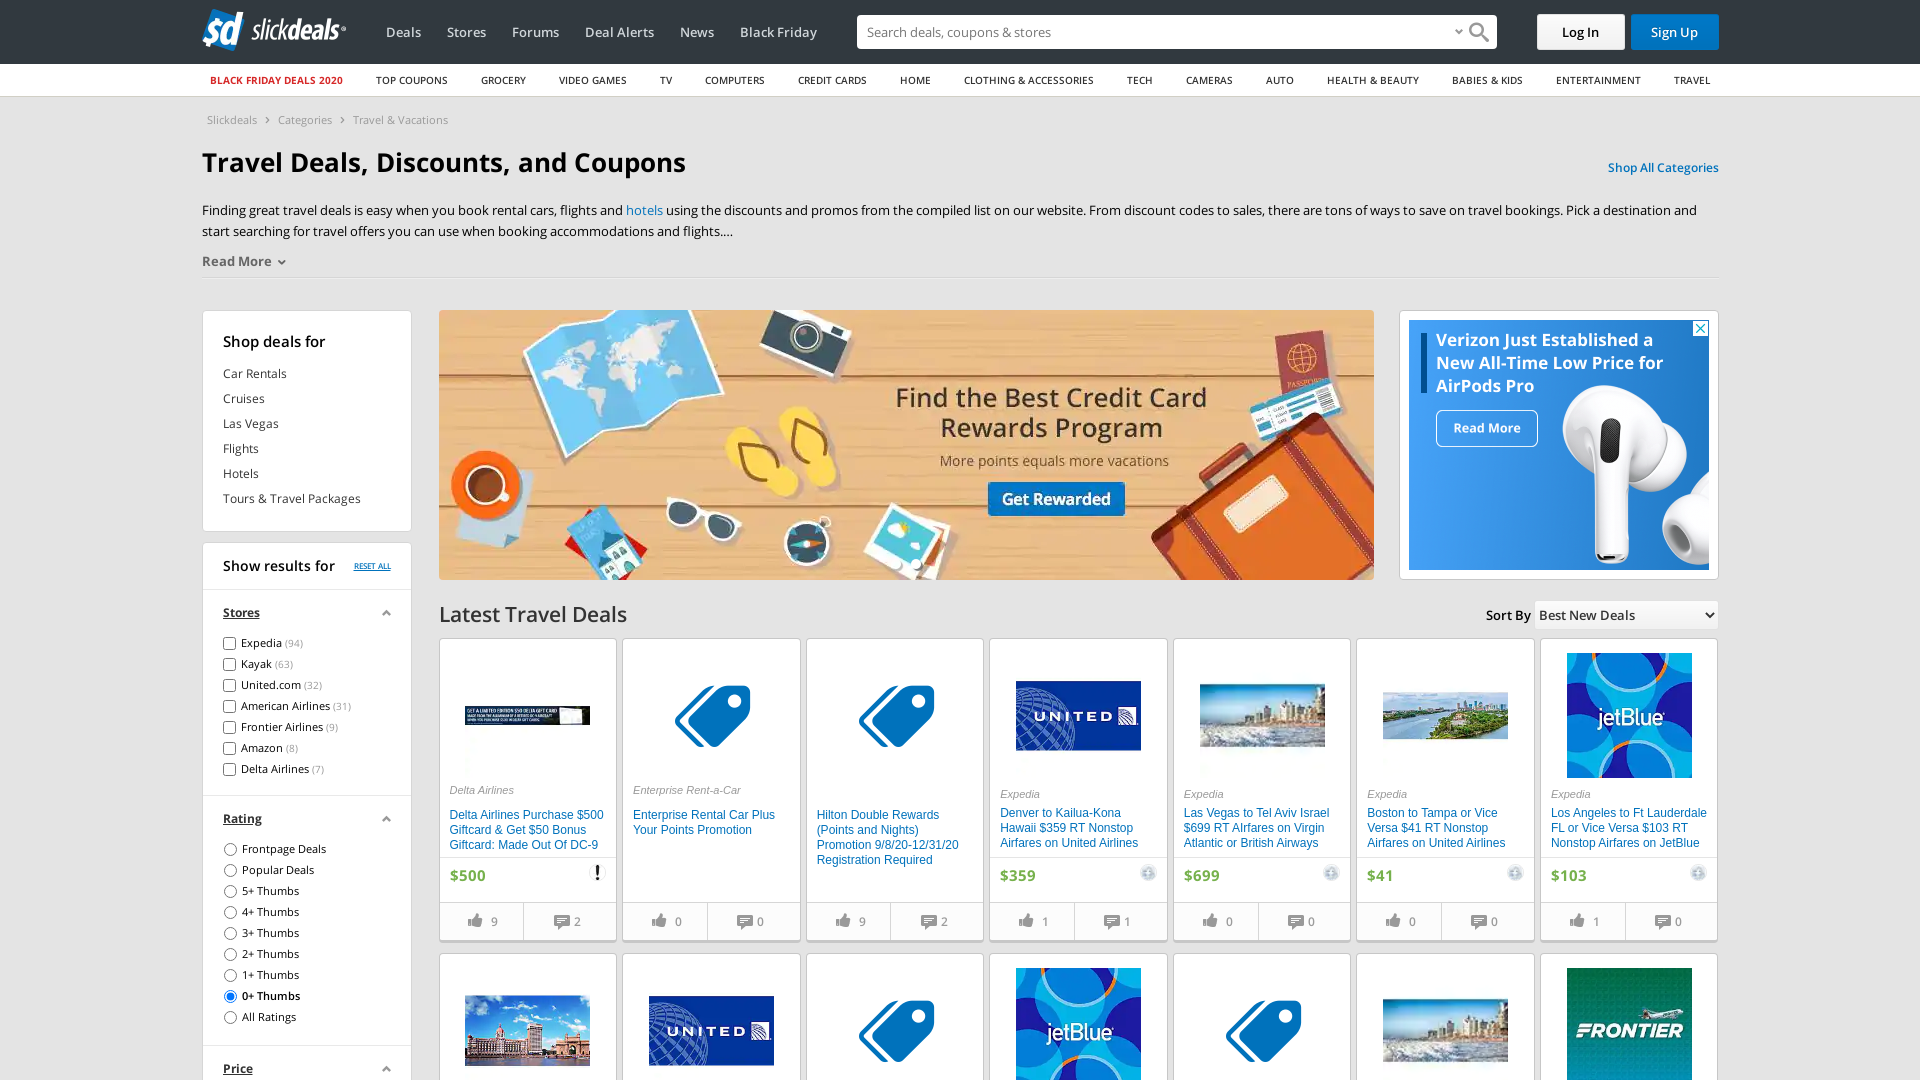 sd slickdeals
Deals
Stores
Forums
Deal Alerts
News
Black Friday
Search deals, coupons & stores
Log In
Sign Up
BLACK FRIDAY DEALS 2020
TOP COUPONS
GROCERY
VIDEO GAMES
TV
COMPUTERS
CREDIT CARDS
HOME
CLOTHING & ACCESSORIES
TECH
CAMERAS
AUTO
HEALTH & BEAUTY
BABIES & KIDS
ENTERTAINMENT
TRAVEL
Slickdeals > Categories > Travel & Vacations
Travel Deals, Discounts, and Coupons
Shop All Categories
Finding great travel deals is easy when you book rental cars, flights and hotels using the discounts and promos from the compiled list on our website. From discount codes to sales, there are tons of ways to save on travel bookings. Pick a destination and
start searching for travel offers you can use when booking accommodations and flights.…
Read More
Shop deals for
Car Rentals
Cruises
Las Vegas
Flights
Hotels
Tours & Travel Packages
Find the Best Credit Card
Rewards Program
More points equals more vacations
Get Rewarded
PASSPORT
Verizon Just Established a
New All-Time Low Price for
AirPods Pro
Read More
Show results for
RESET ALL
Stores
Expedia (94)
Kayak (63)
United.com (32)
American Airlines (31)
Frontier Airlines (9)
Amazon (8)
Delta Airlines (7)
Rating
Frontpage Deals
Popular Deals
5+ Thumbs
4+ Thumbs
3+ Thumbs
2+ Thumbs
1+ Thumbs
0+ Thumbs
All Ratings
Price
Latest Travel Deals
Sort By
Best New Deals
Delta Airlines
Delta Airlines Purchase $500
Giftcard & Get $50 Bonus
Giftcard: Made Out Of DC-9
$500
9
2
Enterprise Rent-a-Car
Enterprise Rental Car Plus
Your Points Promotion
0
0
Hilton Double Rewards
(Points and Nights)
Promotion 9/8/20-12/31/20
Registration Required
9
2
UNITED
Expedia
Denver to Kailua-Kona
Hawaii $359 RT Nonstop
Airfares on United Airlines
$359
1
1
Expedia
Las Vegas to Tel Aviv Israel
$699 RT AIrfares on Virgin
Atlantic or British Airways
$699
0
0
Expedia
Boston to Tampa or Vice
Versa $41 RT Nonstop
Airfares on United Airlines
$41
0
0
jetBlue
Expedia
Los Angeles to Ft Lauderdale
FL or Vice Versa $103 RT
Nonstop Airfares on JetBlue
$103
1
0
UNITED
jetBlue
FRONTIER